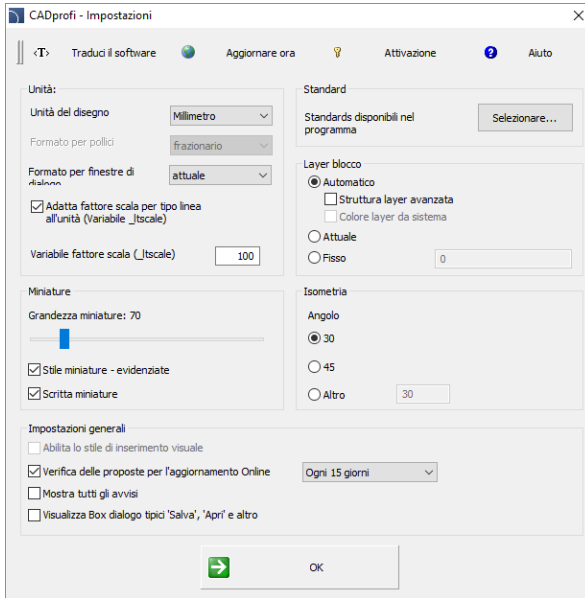 CADprofi - Impostazioni
<T> Traduci il software Aggiornare ora Attivazione Aiuto
Unità:
Unità del disegno Millimetro
Formato per pollici frazionario
Formato per finestre di
dialogo attuale
Adatta fattore scala per tipo linea
all'unità (Variabile _ltscale)
Variabile fattore scala (_ltscale) 100
Standard
Standards disponibili nel
programma Selezionare...
Layer blocco
Automatico
Struttura layer avanzata
Colore layer da sistema
Attuale
Fisso 0
Miniature
Grandezza miniature: 70
Stile miniature - evidenziate
Scritta miniature
Isometria
Angolo
30
45
Altro 30
Impostazioni generali
Abilita lo stile di inserimento visuale
Verifica delle proposte per l'aggiornamento Online Ogni 15 giorni
Mostra tutti gli avvisi
Visualizza Box dialogo tipici 'Salva', 'Apri' e altro
OK